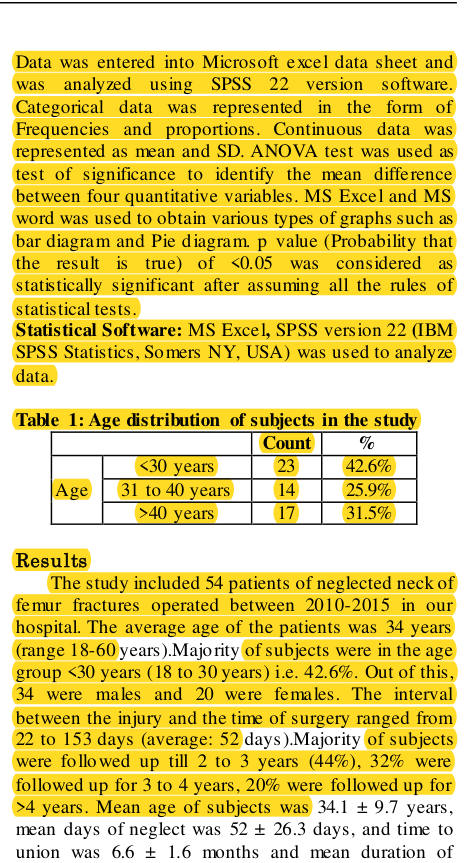 Data was entered into Microsoft excel data sheet and
was analyzed using SPSS 22 version software.
Categorical data was represented in the form of
Frequencies and proportions. Continuous data was
represented as mean and SD. ANOVA test was used as
test of significance to identify the mean difference
between four quantitative variables. MS Excel and MS
word was used to obtain various types of graphs such as
bar diagram and Pie diagram. p value (Probability that
the result is true) of <0.05 was considered as
statistically significant after assuming all the rules of
statistical tests.
Statistical Software: MS Excel, SPSS version 22 (IBM
SPSS Statistics, Somers NY, USA) was used to analyze
data.
Table 1: Age distribution of subjects in the study
Count %
<30 years 23 42.6%
Age 31 to 40 years 14 25.9%
>40 years 17 31.5%
Results
The study included 54 patients of neglected neck of
femur fractures operated between 2010-2015 in our
hospital. The average age of the patients was 34 years
(range 18-60 years).Majority of subjects were in the age
group <30 years (18 to 30 years) i.e. 42.6%. Out of this,
34 were males and 20 were females. The interval
between the injury and the time of surgery ranged from
22 to 153 days (average: 52 days).Majority of subjects
were followed up till 2 to 3 years (44%), 32% were
followed up for 3 to 4 years, 20% were followed up for
>4 years. Mean age of subjects was 34.1 ± 9.7 years,
mean days of neglect was 52 ± 26.3 days, and time to
union was 6.6 ± 1.6 months and mean duration of